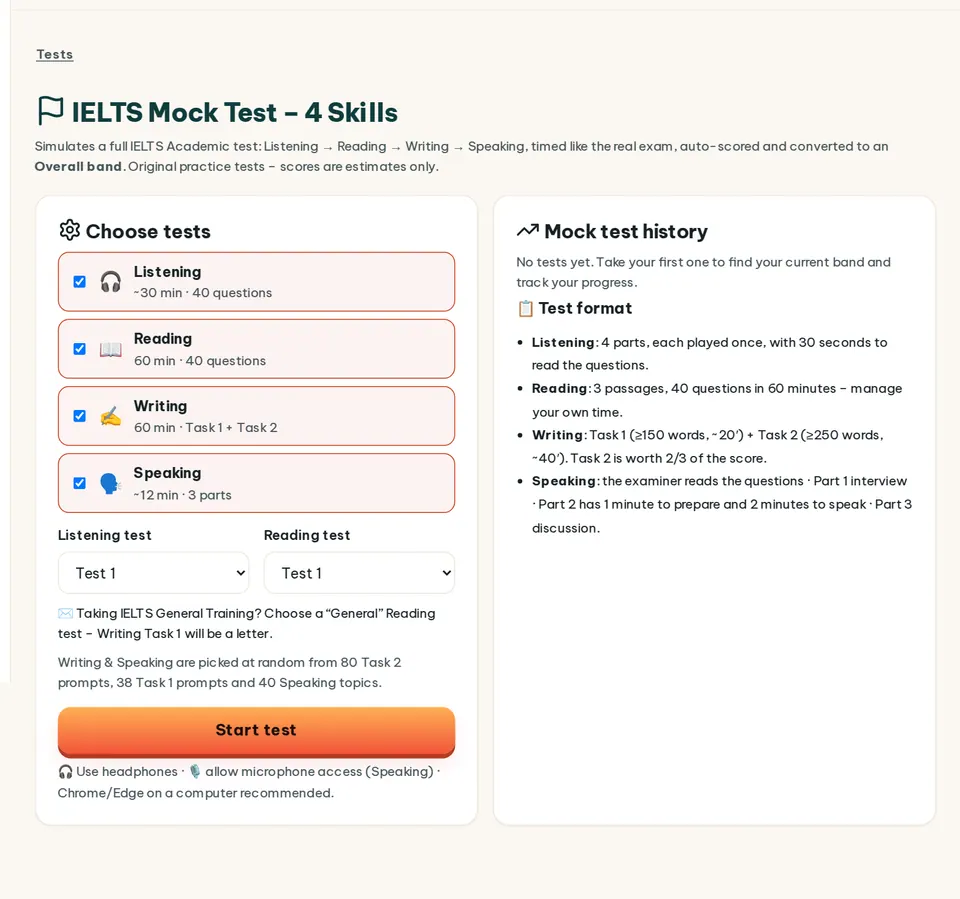 Tests
IELTS Mock Test – 4 Skills
Simulates a full IELTS Academic test: Listening → Reading → Writing → Speaking, timed like the real exam, auto-scored and converted to an
Overall band. Original practice tests – scores are estimates only.
Choose tests
Listening
~30 min · 40 questions
Reading
60 min · 40 questions
Writing
60 min · Task 1 + Task 2
Speaking
~12 min · 3 parts
Listening test
Reading test
Test 1
Test 1
✉️ Taking IELTS General Training? Choose a “General” Reading
test – Writing Task 1 will be a letter.
Writing & Speaking are picked at random from 80 Task 2
prompts, 38 Task 1 prompts and 40 Speaking topics.
Start test
🎧 Use headphones · 🎙️ allow microphone access (Speaking) ·
Chrome/Edge on a computer recommended.
Mock test history
No tests yet. Take your first one to find your current band and
track your progress.
📋 Test format
• Listening: 4 parts, each played once, with 30 seconds to
read the questions.
• Reading: 3 passages, 40 questions in 60 minutes – manage
your own time.
• Writing: Task 1 (≥150 words, ~20′) + Task 2 (≥250 words,
~40′). Task 2 is worth 2/3 of the score.
• Speaking: the examiner reads the questions · Part 1 interview
· Part 2 has 1 minute to prepare and 2 minutes to speak · Part 3
discussion.